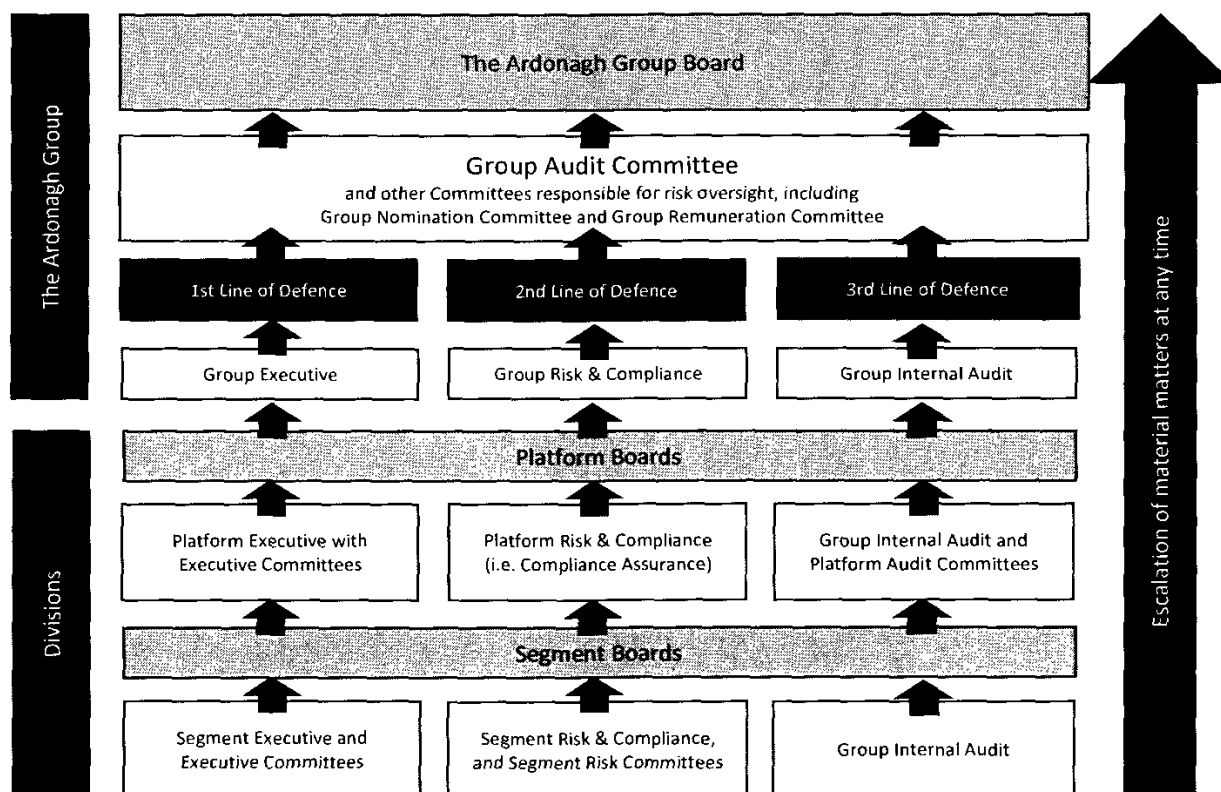 The Ardonagh Group
The Ardonagh Group Board
Group Audit Committee
and other Committees responsible for risk oversight, including
Group Nomination Committee and Group Remuneration Committee
1st Line of Defence
2nd Line of Defence
3rd Line of Defence
Group Executive
Group Risk & Compliance
Group Internal Audit
Divisions
Platform Boards
Platform Executive with
Executive Committees
Platform Risk & Compliance
(i.e. Compliance Assurance)
Group Internal Audit and
Platform Audit Committees
Segment Boards
Segment Executive and
Executive Committees
Segment Risk & Compliance,
and Segment Risk Committees
Group Internal Audit
Escalation of material matters at any time